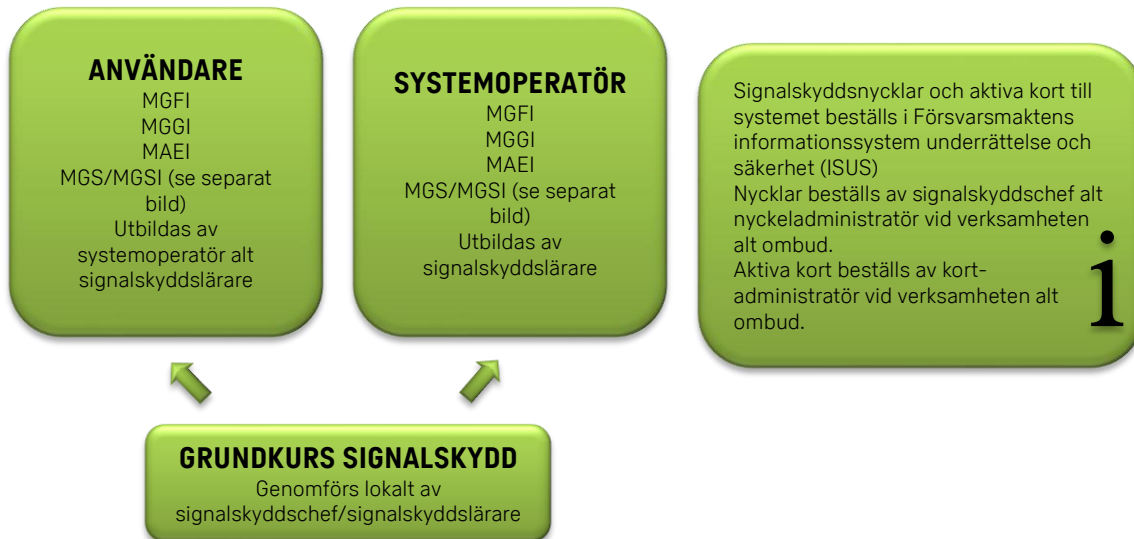 ANVÄNDARE
MGFI
MGGI
MAEI
MGS/MGSI (se separat
bild)
Utbildas av
systemoperatör alt
signalskyddslärare
SYSTEMOPERATÖR
MGFI
MGGI
MAEI
MGS/MGSI (se separat
bild)
Utbildas av
signalskyddslärare
Signalskyddsnycklar och aktiva kort till
systemet beställs i Försvarsmaktens
informationssystem underrättelse och
säkerhet (ISUS)
Nycklar beställs av signalskyddschef alt
nyckeladministratör vid verksamheten
alt ombud.
Aktiva kort beställs av kort-
administratör vid verksamheten alt
ombud.
i
GRUNDKURS SIGNALSKYDD
Genomförs lokalt av
signalskyddschef/signalskyddslärare